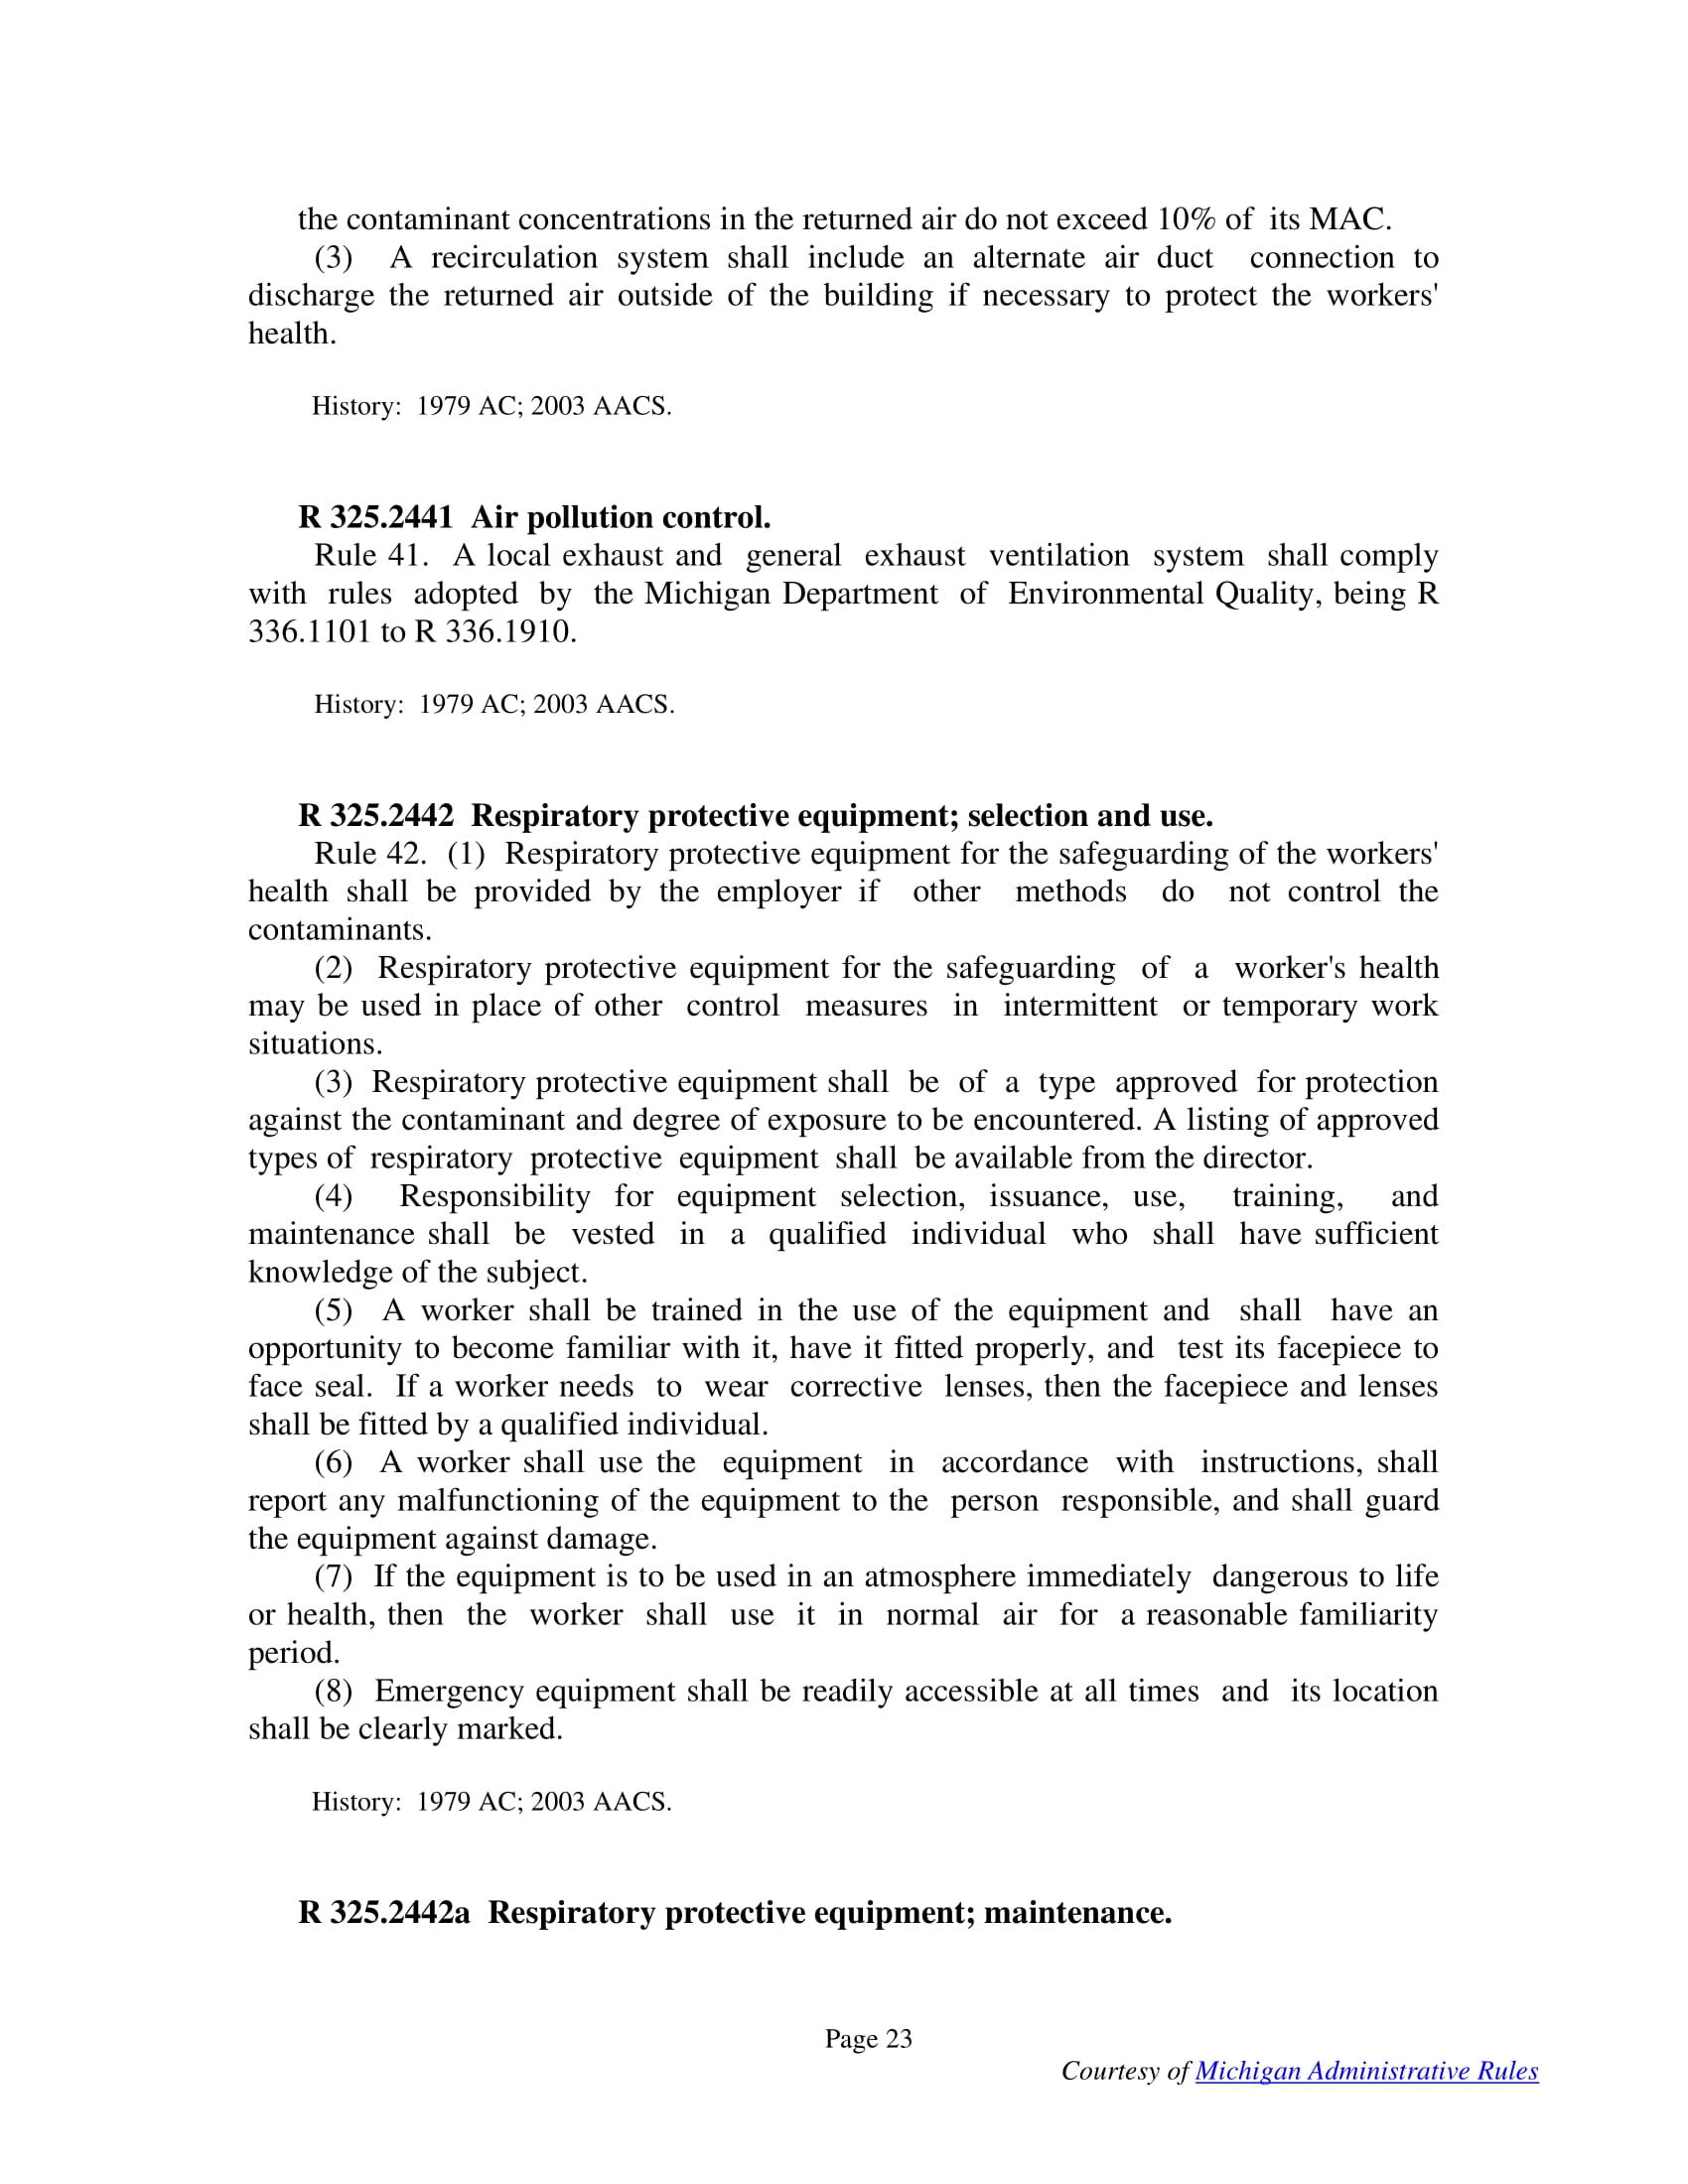 the contaminant concentrations in the returned air do not exceed 10% of its MAC.
(3) A recirculation system shall include an alternate air duct connection to
discharge the returned air outside of the building if necessary to protect the workers'
health.
History: 1979 AC; 2003 AACS.
R 325.2441 Air pollution control.
Rule 41. A local exhaust and general exhaust ventilation system shall comply
with rules adopted by the Michigan Department of Environmental Quality, being R
336.1101 to R 336.1910.
History: 1979 AC; 2003 AACS.
R 325.2442 Respiratory protective equipment; selection and use.
Rule 42. (1) Respiratory protective equipment for the safeguarding of the workers'
health shall be provided by the employer if other methods do not control the
contaminants.
(2) Respiratory protective equipment for the safeguarding of a worker's health
may be used in place of other control measures in intermittent or temporary work
situations.
(3) Respiratory protective equipment shall be of a type approved for protection
against the contaminant and degree of exposure to be encountered. A listing of approved
types of respiratory protective equipment shall be available from the director.
(4) Responsibility for equipment selection, issuance, use, training, and
maintenance shall be vested in a qualified individual who shall have sufficient
knowledge of the subject.
(5) A worker shall be trained in the use of the equipment and shall have an
opportunity to become familiar with it, have it fitted properly, and test its facepiece to
face seal. If a worker needs to wear corrective lenses, then the facepiece and lenses
shall be fitted by a qualified individual.
(6) A worker shall use the equipment in accordance with instructions, shall
report any malfunctioning of the equipment to the person responsible, and shall guard
the equipment against damage.
(7) If the equipment is to be used in an atmosphere immediately dangerous to life
or health, then the worker shall use it in normal air for a reasonable familiarity
period.
(8) Emergency equipment shall be readily accessible at all times and its location
shall be clearly marked.
History: 1979 AC; 2003 AACS.
R 325.2442a Respiratory protective equipment; maintenance.
Page 23
Courtesy of Michigan Administrative Rules